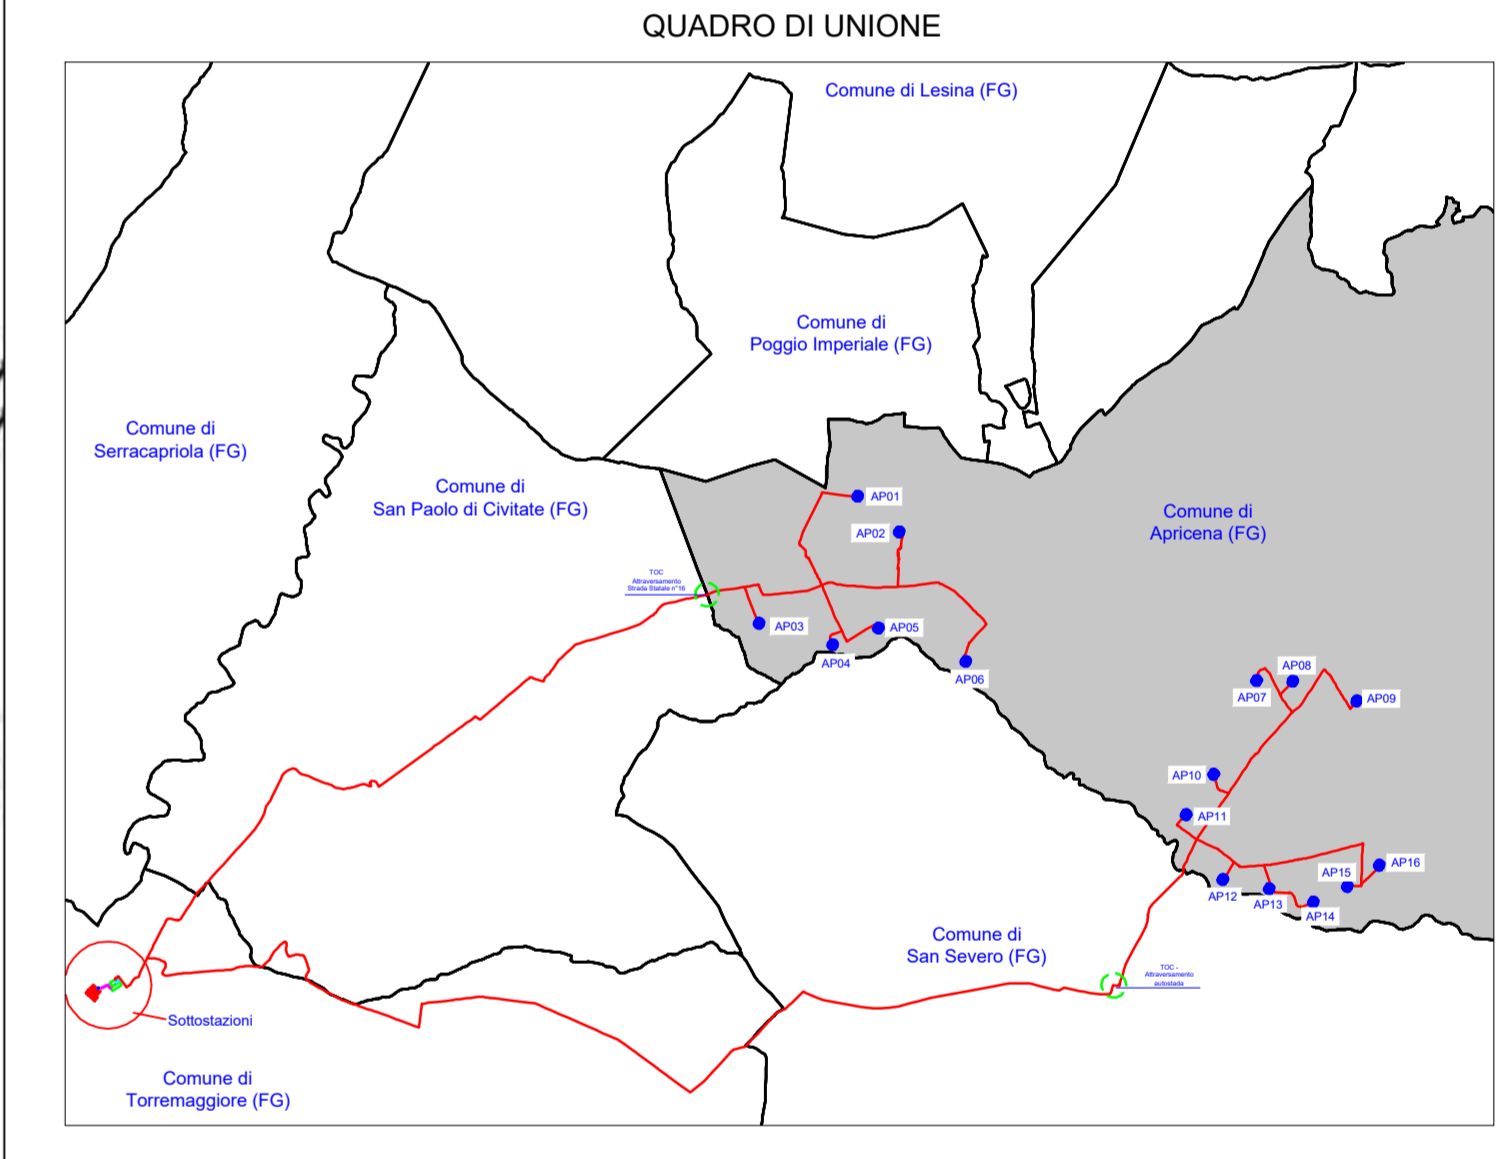 QUADRO DI UNIONE
Comune di Lesina (FG)
Comune di
Poggio Imperiale (FG)
Comune di
Serracapriola (FG)
Comune di
San Paolo di Civitate (FG)
Comune di
Apricena (FG)
AP01
AP02
TOC
Attraversamento
Strada Statale n°16
AP03
AP04
AP05
AP06
AP07
AP08
AP09
AP10
AP11
AP12
AP13
AP14
AP15
AP16
Comune di
San Severo (FG)
TOC -
Attraversamento
autostada
Sottostazioni
Comune di
Torremaggiore (FG)